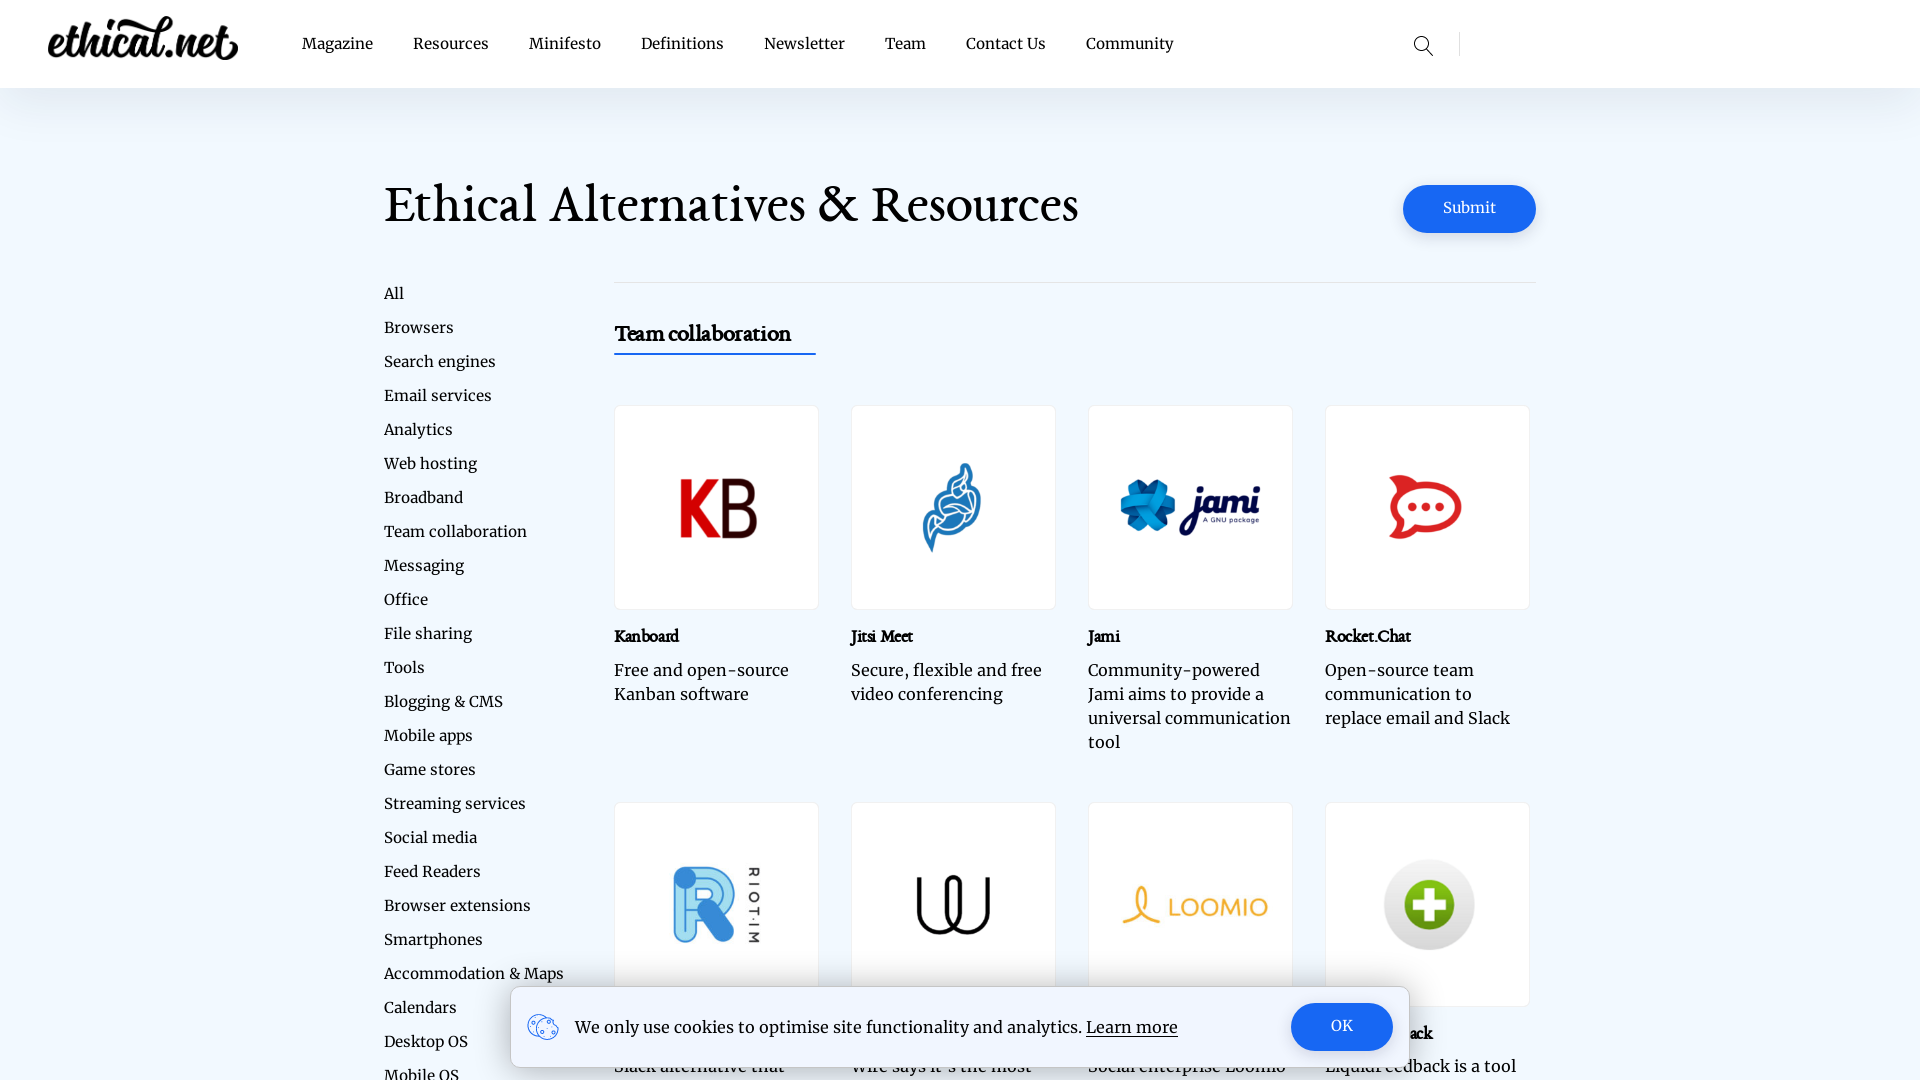 ethical.net
Magazine
Resources
Minifesto
Definitions
Newsletter
Team
Contact Us
Community
Ethical Alternatives & Resources
Submit
All
Browsers
Search engines
Email services
Analytics
Web hosting
Broadband
Team collaboration
Messaging
Office
File sharing
Tools
Blogging & CMS
Mobile apps
Game stores
Streaming services
Social media
Feed Readers
Browser extensions
Smartphones
Accommodation & Maps
Calendars
Desktop OS
Mobile OS
Team collaboration
KB
Kanboard
Free and open-source
Kanban software
Jitsi Meet
Secure, flexible and free
video conferencing
jami
A GNU package
Jami
Community-powered
Jami aims to provide a
universal communication
tool
Rocket.Chat
Open-source team
communication to
replace email and Slack
RIOT.IM
Slack alternative that
Wire says it's the most
LOOMIO
Social enterprise Loomio
LiquidFeedback is a tool
We only use cookies to optimise site functionality and analytics. Learn more
OK